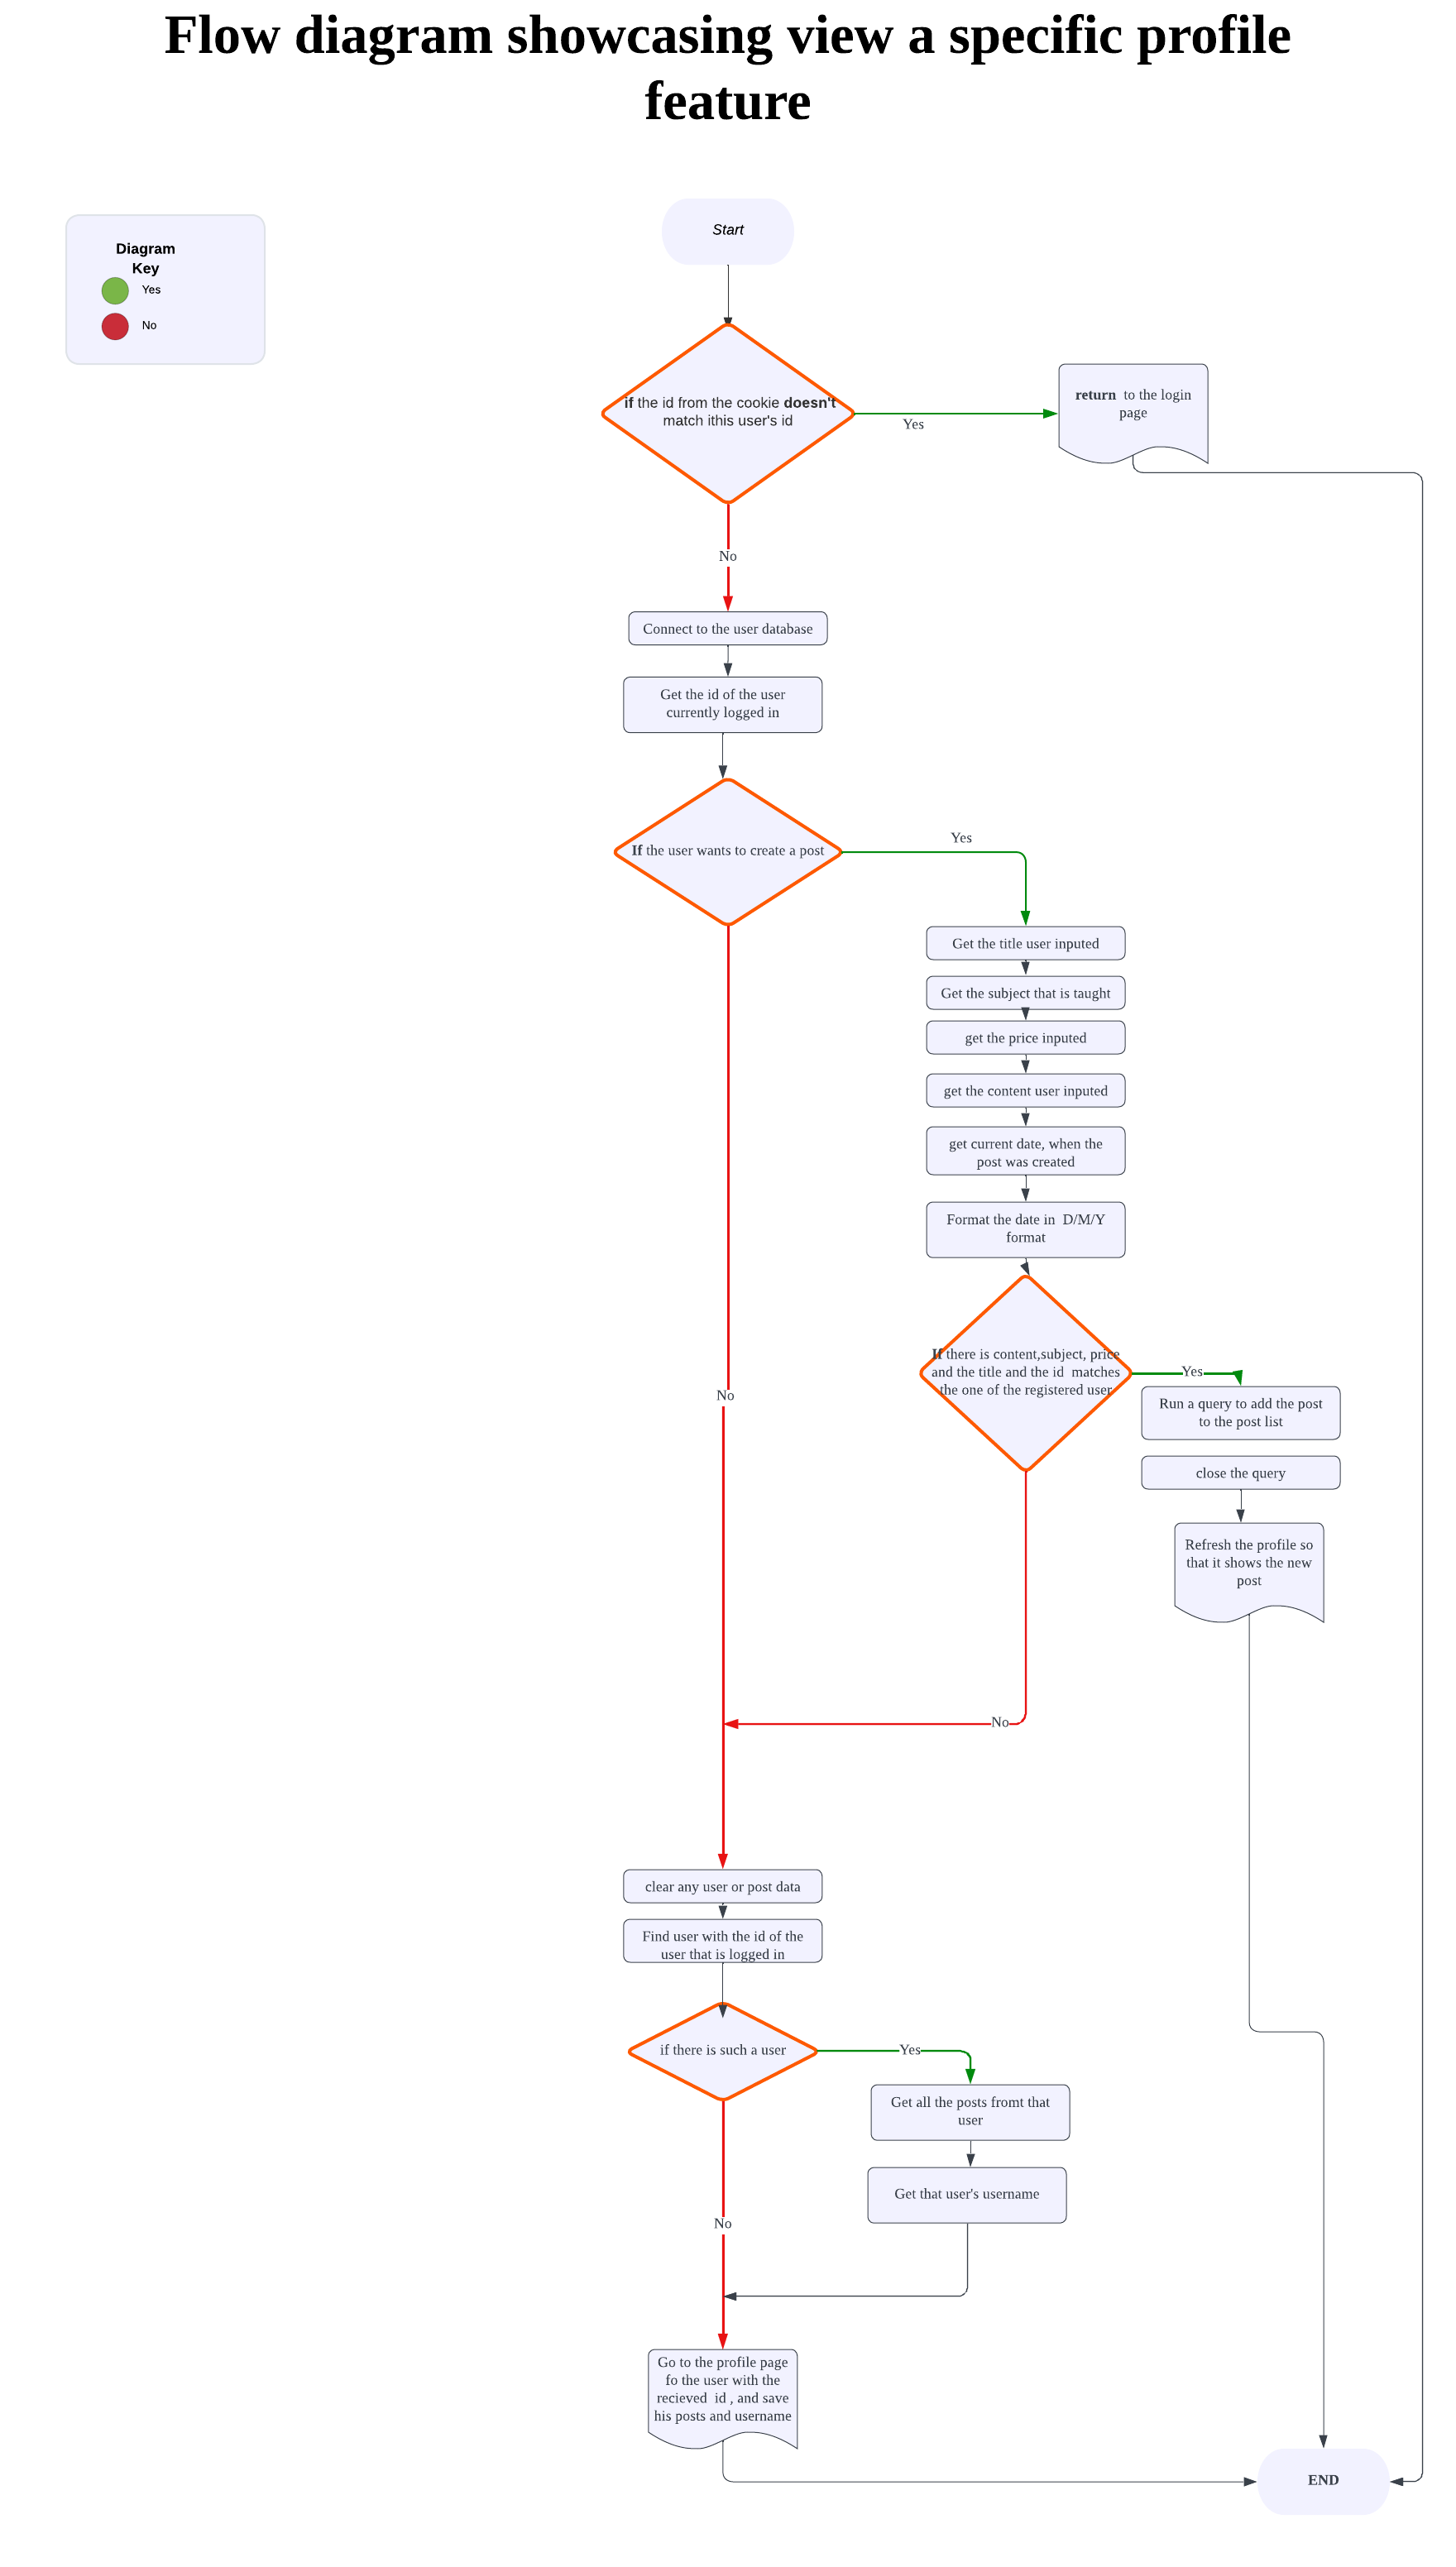 Flow diagram showcasing view a specific profile
feature
Diagram
Key
Yes
No
Start
if the id from the cookie doesn't
match ithis user's id
Yes
return  to the login
page
No
Connect to the user database
Get the id of the user
currently logged in
If the user wants to create a post
Yes
Get the title user inputed
Get the subject that is taught
get the price inputed
get the content user inputed
get current date, when the
post was created
Format the date in  D/M/Y
format
If there is content,subject, price
and the title and the id  matches
the one of the registered user
Yes
Run a query to add the post
to the post list
No
close the query
Refresh the profile so
that it shows the new
post
No
clear any user or post data
Find user with the id of the
user that is logged in
if there is such a user
Yes
Get all the posts fromt that
user
Get that user's username
No
Go to the profile page
fo the user with the
recieved  id , and save
his posts and username
END